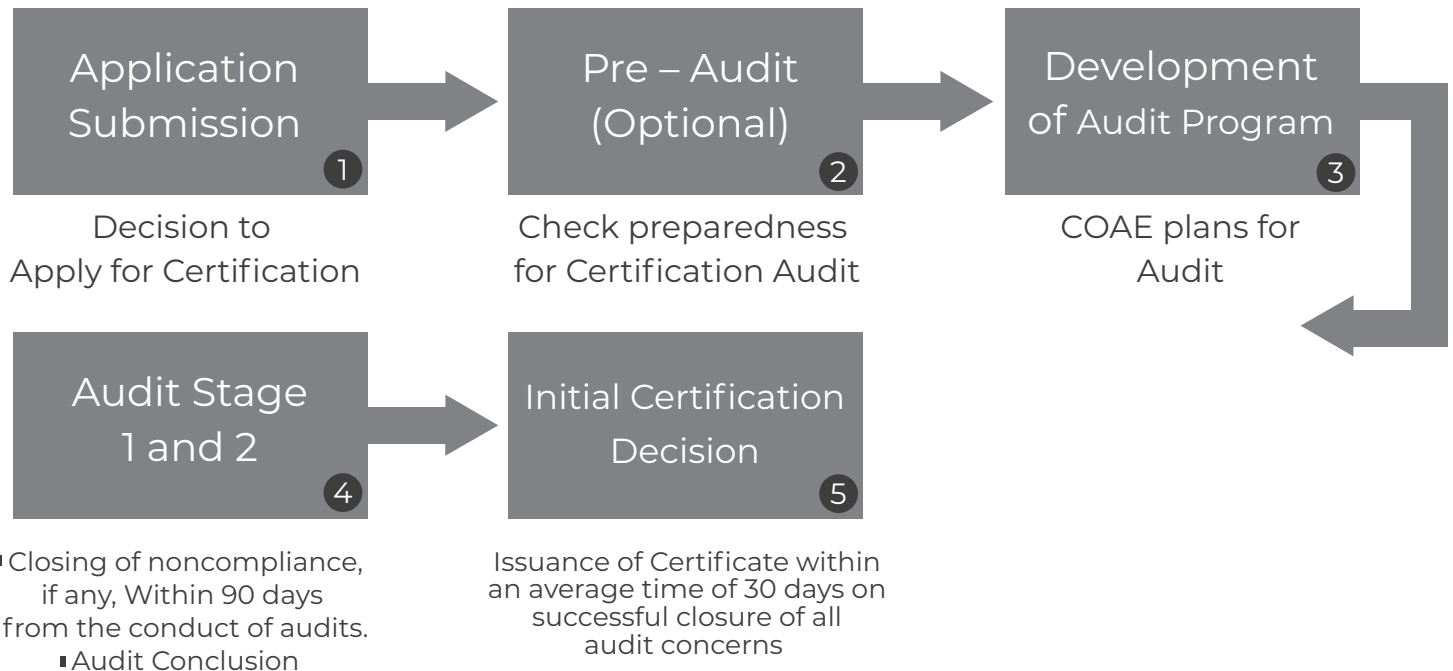 Application
Submission
1
Decision to
Apply for Certification
Pre – Audit
(Optional)
2
Check preparedness
for Certification Audit
Development
of Audit Program
3
COAE plans for
Audit
Audit Stage
1 and 2
4
▪Closing of noncompliance,
if any, Within 90 days
from the conduct of audits.
▪Audit Conclusion
Initial Certification
Decision
5
Issuance of Certificate within
an average time of 30 days on
successful closure of all
audit concerns